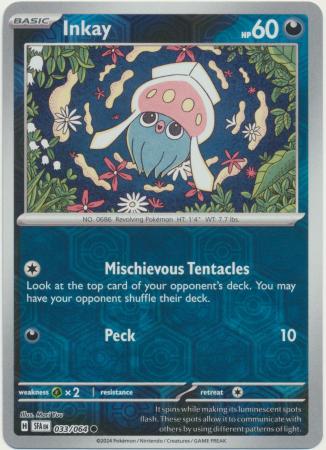 BASIC
Inkay
HP 60
NO. 0686 Revolving Pokémon HT: 1'4" WT: 7.7 lbs.
Mischievous Tentacles
Look at the top card of your opponent's deck. You may
have your opponent shuffle their deck.
Peck 10
weakness ×2 resistance retreat
Illus. Mori Yuu
H SFA EN 033/064
It spins while making its luminescent spots flash.
These spots allow it to communicate with
others by using different patterns of light.
©2024 Pokémon / Nintendo / Creatures / GAME FREAK